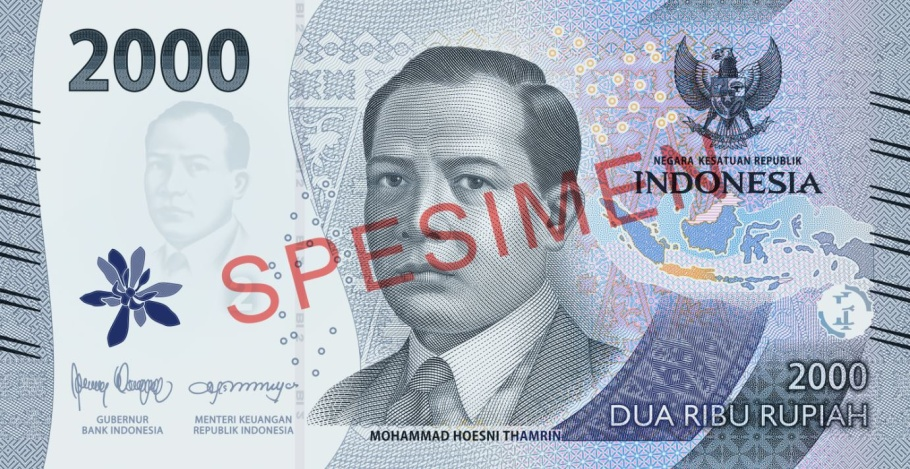 2000
NEGARA KESATUAN REPUBLIK
INDONESIA
SPESIMEN
GUBERNUR
BANK INDONESIA
MENTERI KEUANGAN
REPUBLIK INDONESIA
MOHAMMAD HOESNI THAMRIN
2000
DUA RIBU RUPIAH